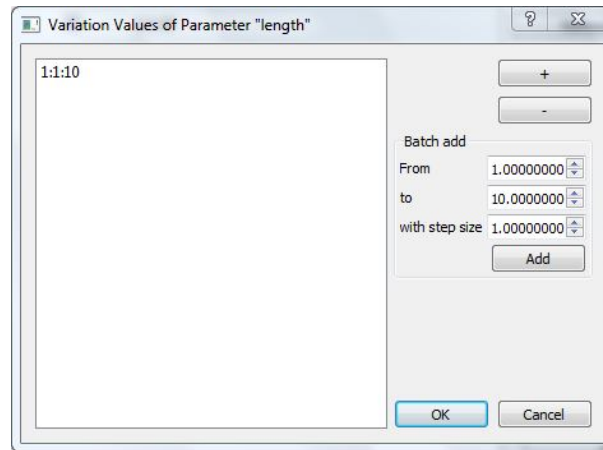 Variation Values of Parameter "length"
1:1:10
+
-
Batch add
From 1.00000000
to 10.0000000
with step size 1.00000000
Add
OK Cancel